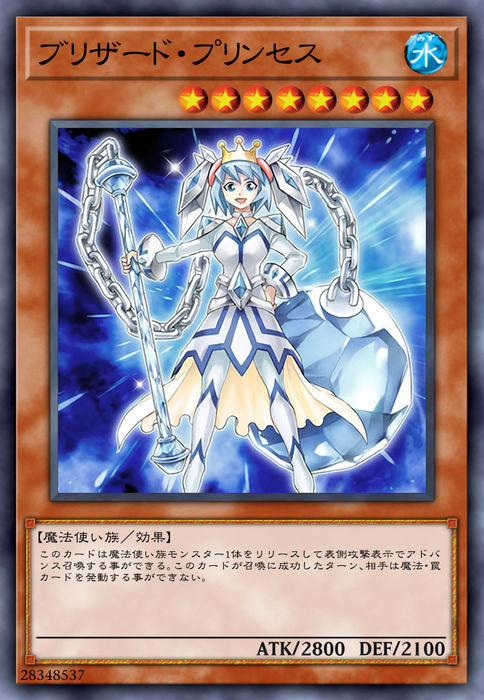 ブリザード・プリンセス
みず
水
【魔法使い族／効果】
このカードは魔法使い族モンスター1体をリリースして表側攻撃表示でアドバ
ンス召喚する事ができる。このカードが召喚に成功したターン、相手は魔法・罠
カードを発動する事ができない。
ATK/2800 DEF/2100
28348537